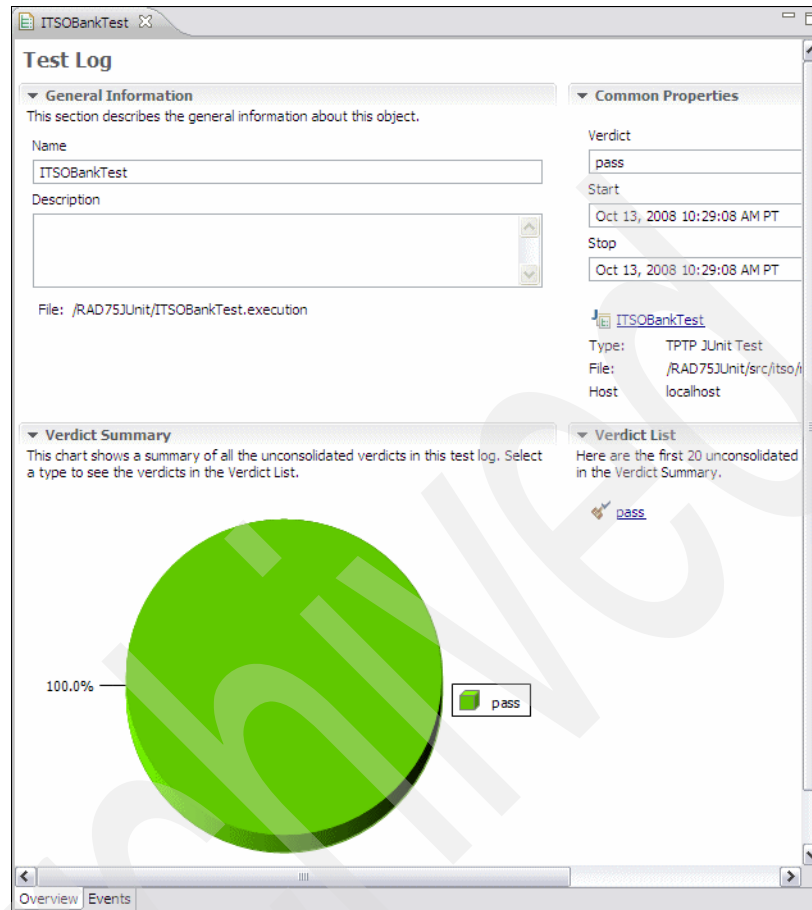 ITSOBankTest
Test Log
General Information
This section describes the general information about this object.
Name
ITSOBankTest
Description
File: /RAD75JUnit/ITSOBankTest.execution
Common Properties
Verdict
pass
Start
Oct 13, 2008 10:29:08 AM PT
Stop
Oct 13, 2008 10:29:08 AM PT
ITSOBankTest
Type: TPTP JUnit Test
File: /RAD75JUnit/src/itso/
Host localhost
Verdict Summary
This chart shows a summary of all the unconsolidated verdicts in this test log. Select
a type to see the verdicts in the Verdict List.
100.0%
pass
Verdict List
Here are the first 20 unconsolidated
in the Verdict Summary.
pass
Overview Events